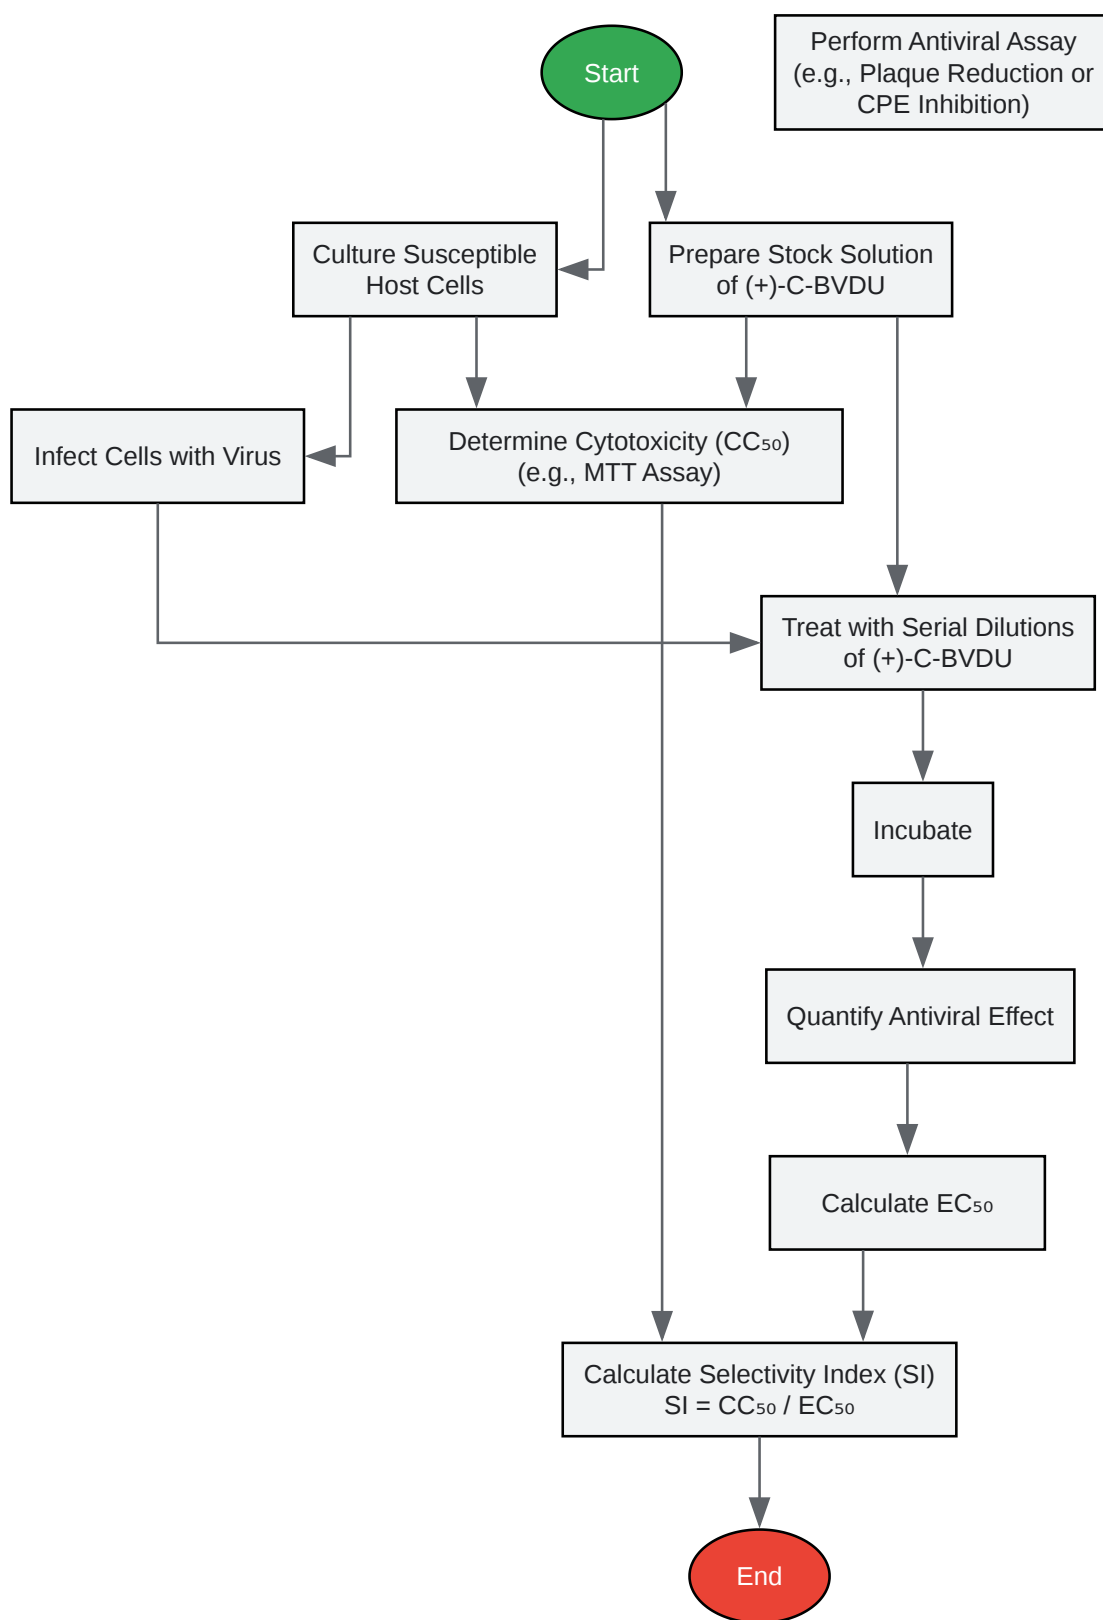 Start
Perform Antiviral Assay
(e.g., Plaque Reduction or
CPE Inhibition)
Culture Susceptible
Host Cells
Prepare Stock Solution
of (+)-C-BVDU
Infect Cells with Virus
Determine Cytotoxicity (CC₅₀)
(e.g., MTT Assay)
Treat with Serial Dilutions
of (+)-C-BVDU
Incubate
Quantify Antiviral Effect
Calculate EC₅₀
Calculate Selectivity Index (SI)
SI = CC₅₀ / EC₅₀
End